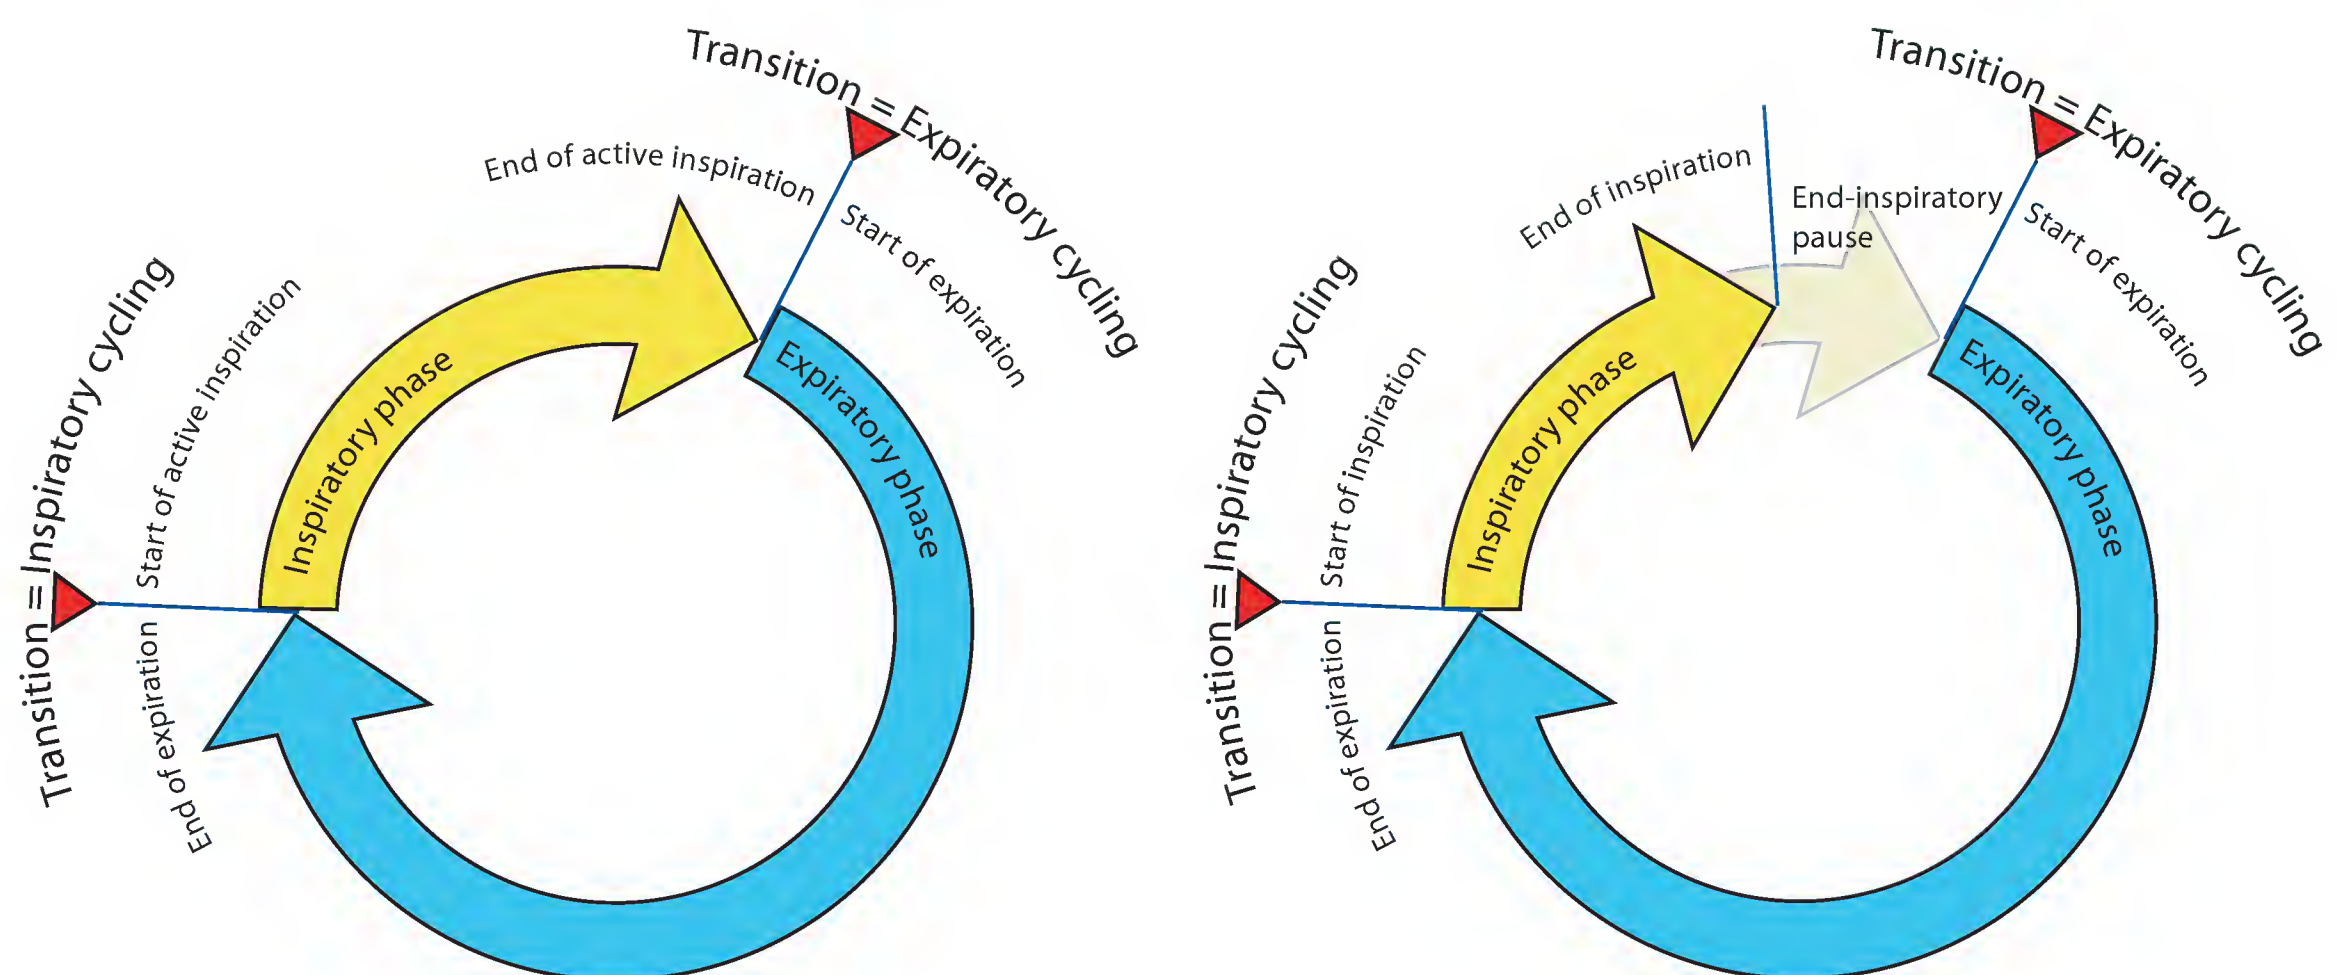 Transition = Expiratory cycling
End of active inspiration
Start of expiration
Transition = Inspiratory cycling
Start of active inspiration
End of expiration
Inspiratory phase
Expiratory phase
Transition = Expiratory cycling
End of inspiration
End-inspiratory
pause
Start of expiration
Transition = Inspiratory cycling
Start of inspiration
End of expiration
Inspiratory phase
Expiratory phase